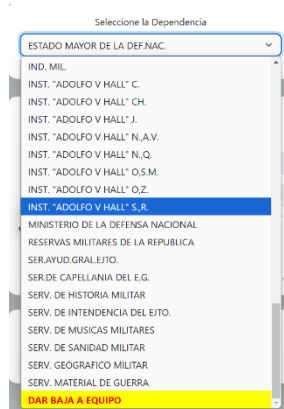 Seleccione la Dependencia
ESTADO MAYOR DE LA DEF.NAC.
IND. MIL.
INST. "ADOLFO V HALL" C.
INST. "ADOLFO V HALL" CH.
INST. "ADOLFO V HALL" J.
INST. "ADOLFO V HALL" N.,A.V.
INST. "ADOLFO V HALL" N.,Q.
INST. "ADOLFO V HALL" O,S.M.
INST. "ADOLFO V HALL" O,Z.
INST. "ADOLFO V HALL" S.,R.
MINISTERIO DE LA DEFENSA NACIONAL
RESERVAS MILITARES DE LA REPUBLICA
SER.AYUD.GRAL.EJTO.
SER.DE CAPELLANIA DEL E.G.
SERV. DE HISTORIA MILITAR
SERV. DE INTENDENCIA DEL EJTO.
SERV. DE MUSICAS MILITARES
SERV. DE SANIDAD MILITAR
SERV. GEOGRAFICO MILITAR
SERV. MATERIAL DE GUERRA
DAR BAJA A EQUIPO